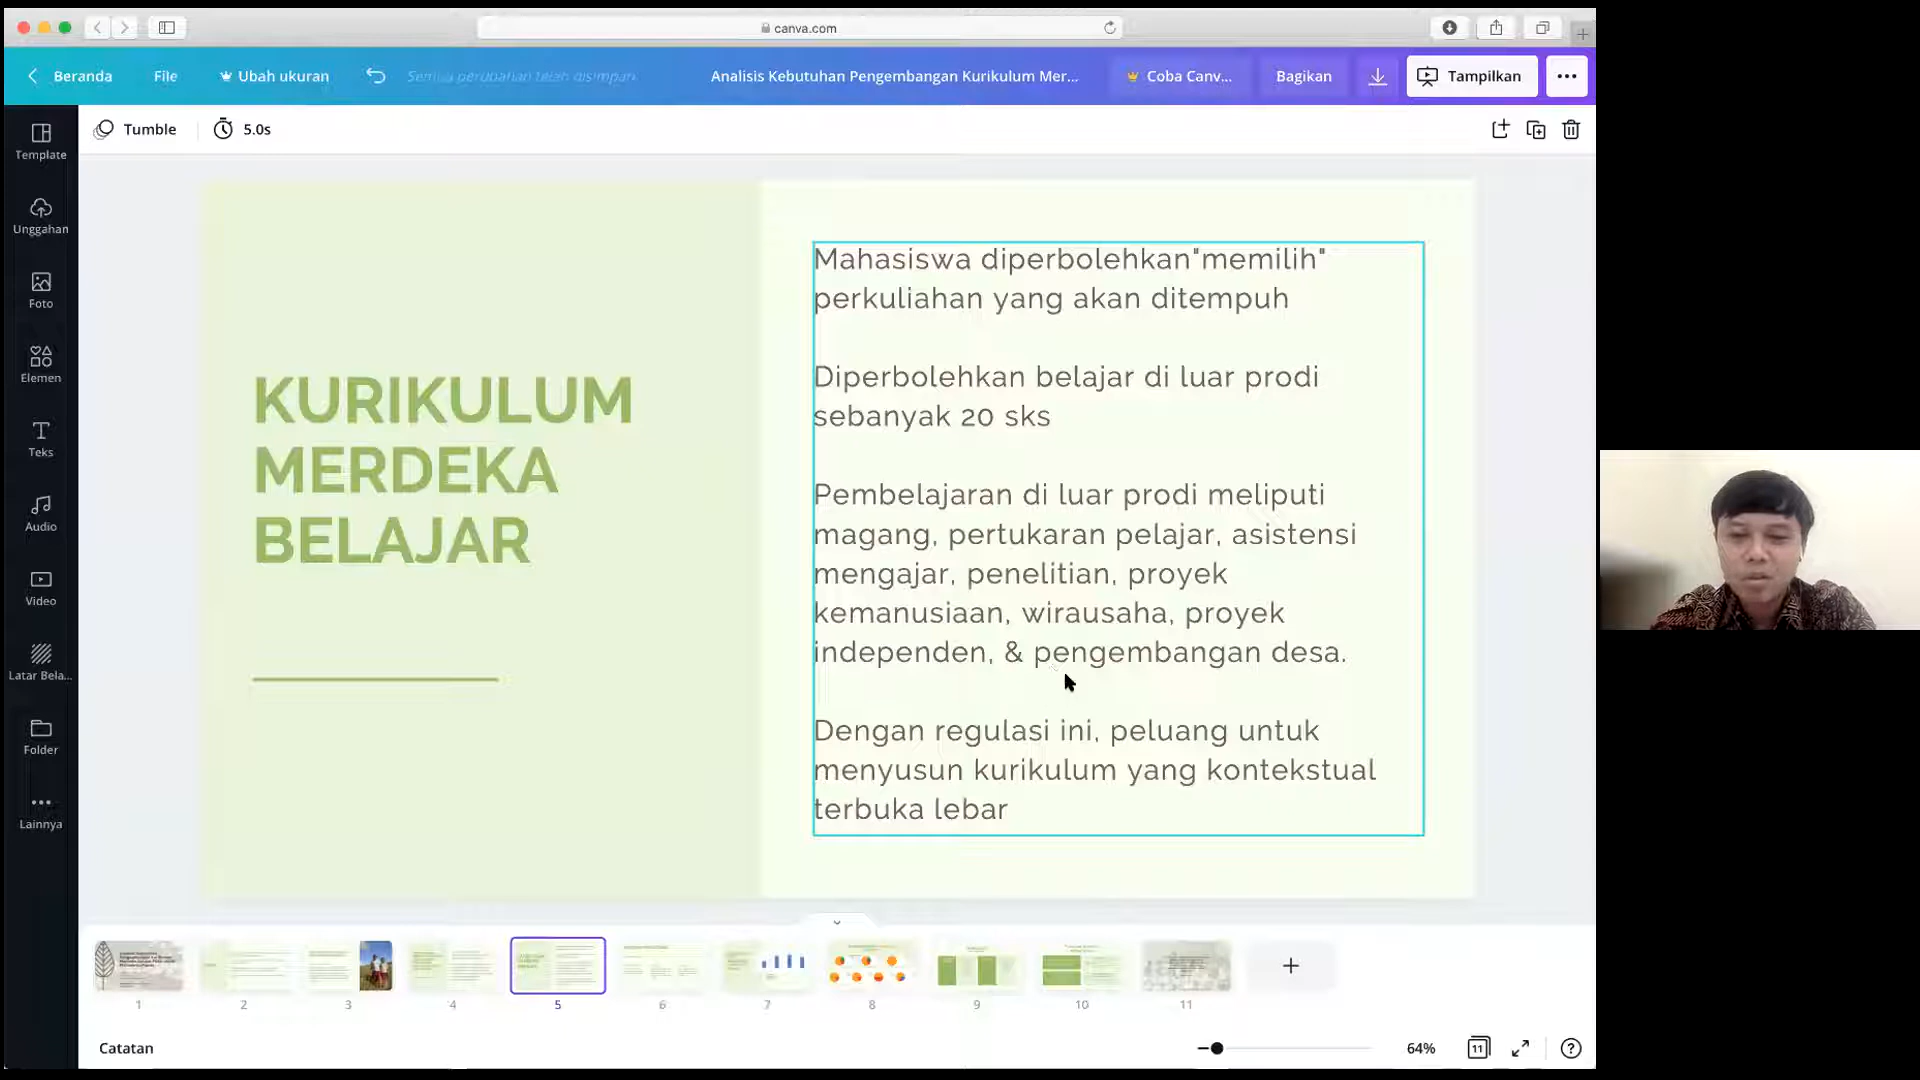 canva.com
Beranda
File
Ubah ukuran
Semua perubahan telah disimpan
Analisis Kebutuhan Pengembangan Kurikulum Mer...
Coba Canv...
Bagikan
Tampilkan
Tumble
5.0s
Template
Unggahan
Foto
Elemen
Teks
Audio
Video
Latar Bela...
Folder
Lainnya
KURIKULUM
MERDEKA
BELAJAR
Mahasiswa diperbolehkan"memilih"
perkuliahan yang akan ditempuh
Diperbolehkan belajar di luar prodi
sebanyak 20 sks
Pembelajaran di luar prodi meliputi
magang, pertukaran pelajar, asistensi
mengajar, penelitian, proyek
kemanusiaan, wirausaha, proyek
independen, & pengembangan desa.
Dengan regulasi ini, peluang untuk
menyusun kurikulum yang kontekstual
terbuka lebar
1 2 3 4 5 6 7 8 9 10 11
Catatan
64%
11